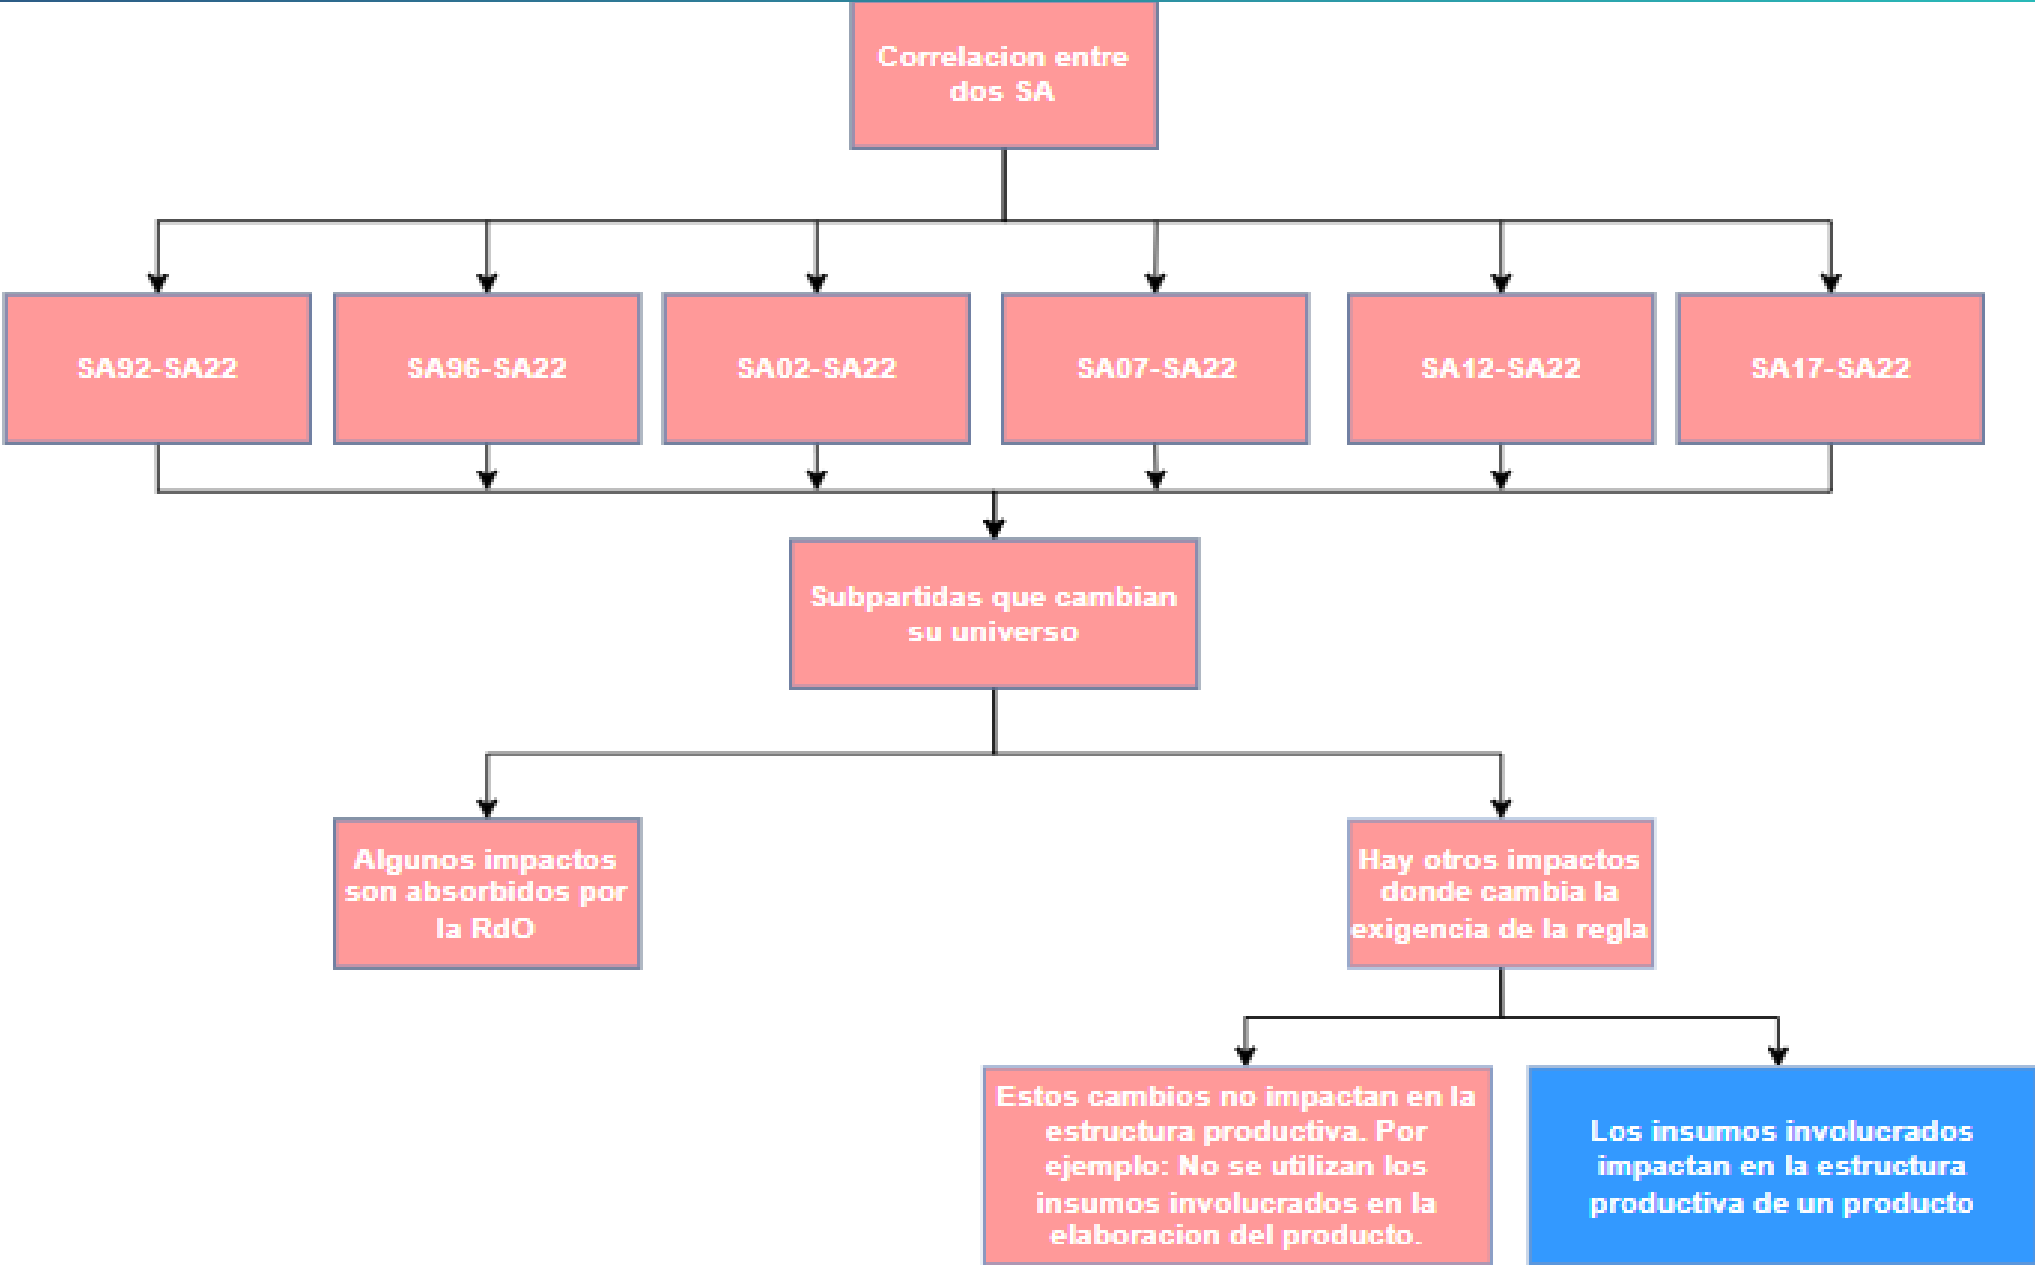 Correlacion entre
dos SA
SA92-SA22
SA96-SA22
SA02-SA22
SA07-SA22
SA12-SA22
SA17-SA22
Subpartidas que cambian
su universo
Algunos impactos
son absorbidos por
la RdO
Hay otros impactos
donde cambia la
exigencia de la regla
Estos cambios no impactan en la
estructura productiva. Por
ejemplo: No se utilizan los
insumos involucrados en la
elaboracion del producto.
Los insumos involucrados
impactan en la estructura
productiva de un producto